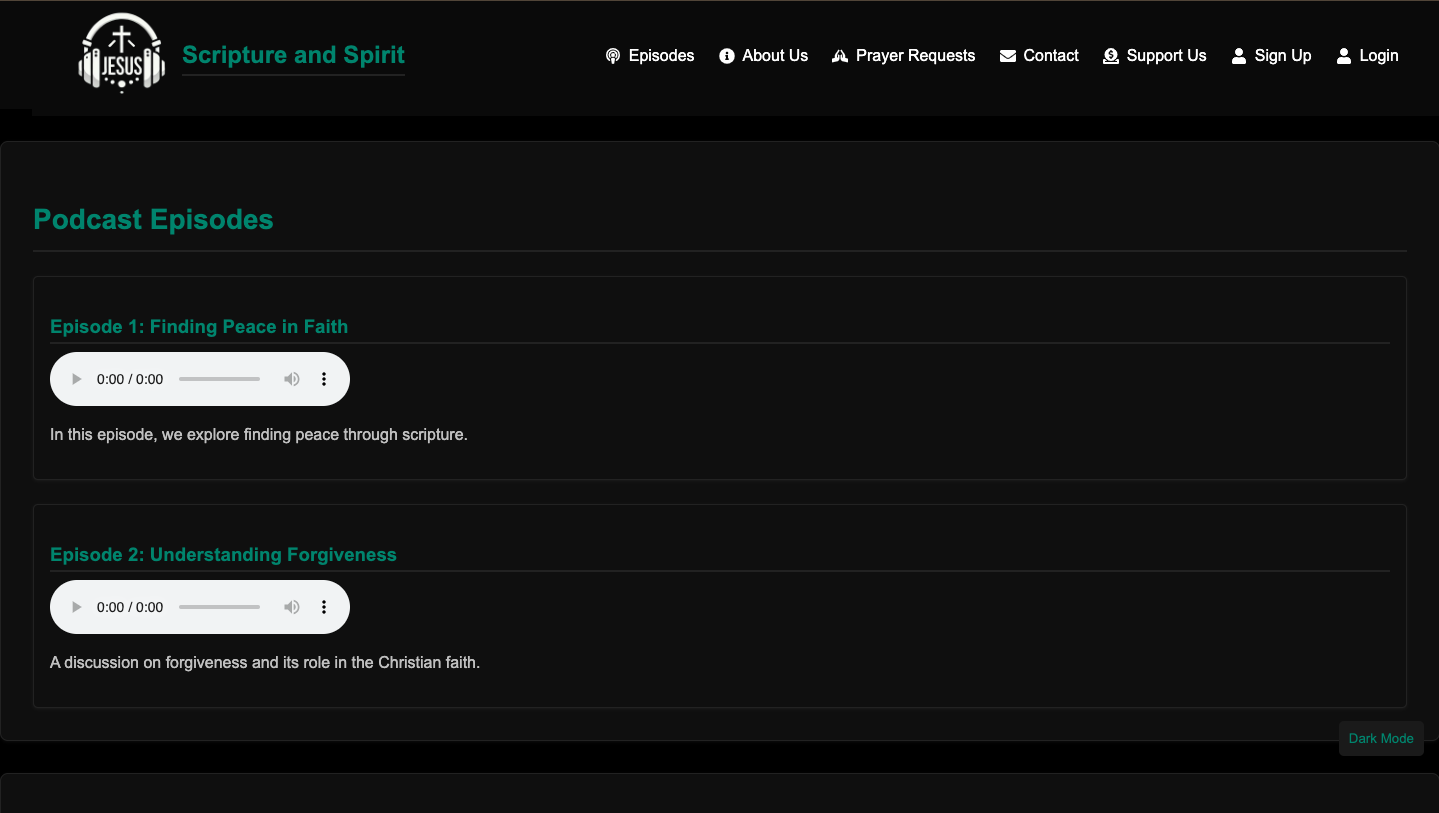 JESUS
Scripture and Spirit
Episodes
About Us
Prayer Requests
Contact
Support Us
Sign Up
Login
Podcast Episodes
Episode 1: Finding Peace in Faith
0:00 / 0:00
In this episode, we explore finding peace through scripture.
Episode 2: Understanding Forgiveness
0:00 / 0:00
A discussion on forgiveness and its role in the Christian faith.
Dark Mode